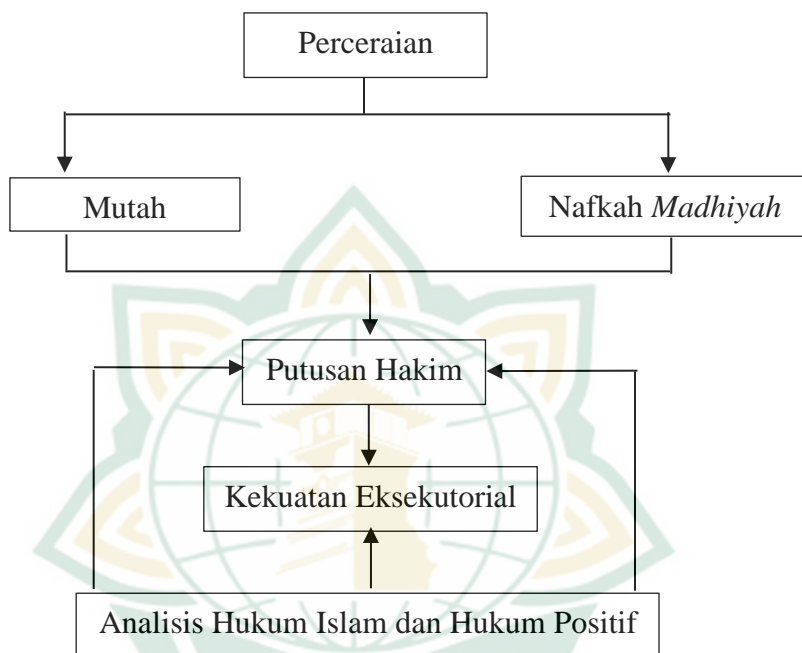 Perceraian
Mutah
Nafkah Madhiyah
Putusan Hakim
Kekuatan Eksekutorial
Analisis Hukum Islam dan Hukum Positif